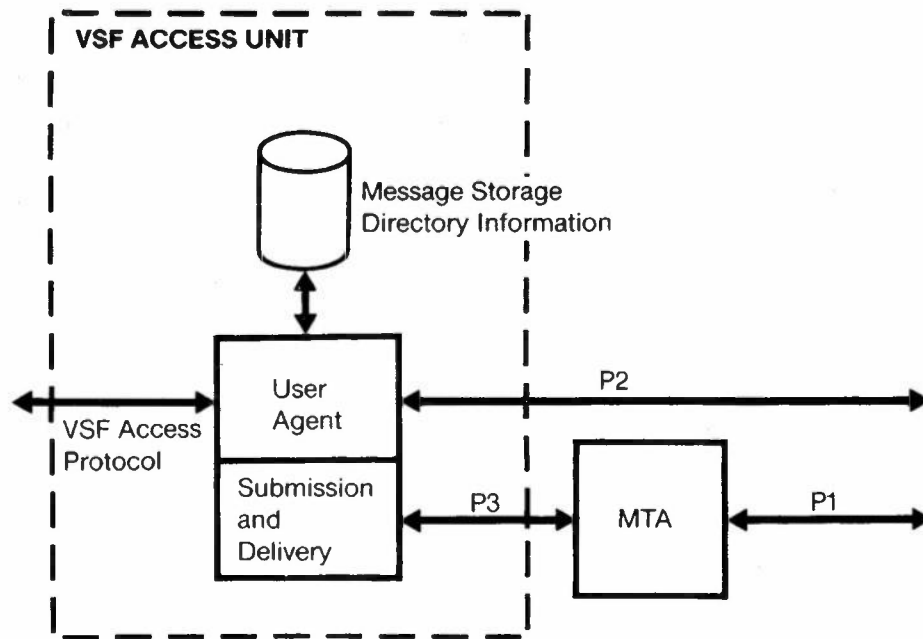 VSF ACCESS UNIT
Message Storage
Directory Information
User
Agent
P2
VSF Access
Protocol
Submission
and
Delivery
P3
MTA
P1